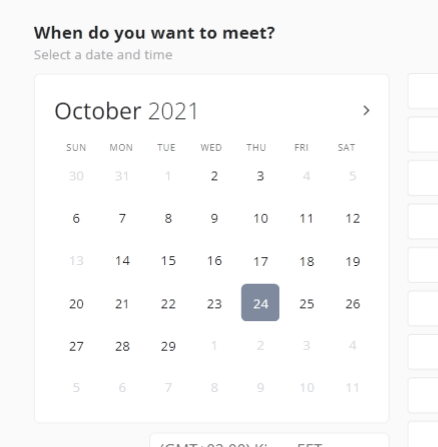 When do you want to meet?
Select a date and time
October 2021
SUN MON TUE WED THU FRI SAT
30 31 1 2 3 4 5
6 7 8 9 10 11 12
13 14 15 16 17 18 19
20 21 22 23 24 25 26
27 28 29 1 2 3 4
5 6 7 8 9 10 11